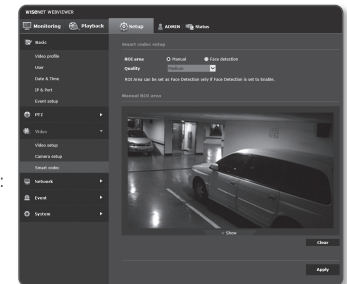 WISENET WEBVIEWER
Monitoring
Playback
Setup
ADMIN
Status
Basic
Video profile
User
Date & Time
IP & Port
Event setup
PTZ
Video
Video setup
Camera setup
Smart codec
Network
Event
System
Smart codec setup
ROI area
Manual
Face detection
Quality
Medium
ROI Area can be set as Face Detection only if Face Detection is set to Enable.
Manual ROI area
Show
Clear
Apply